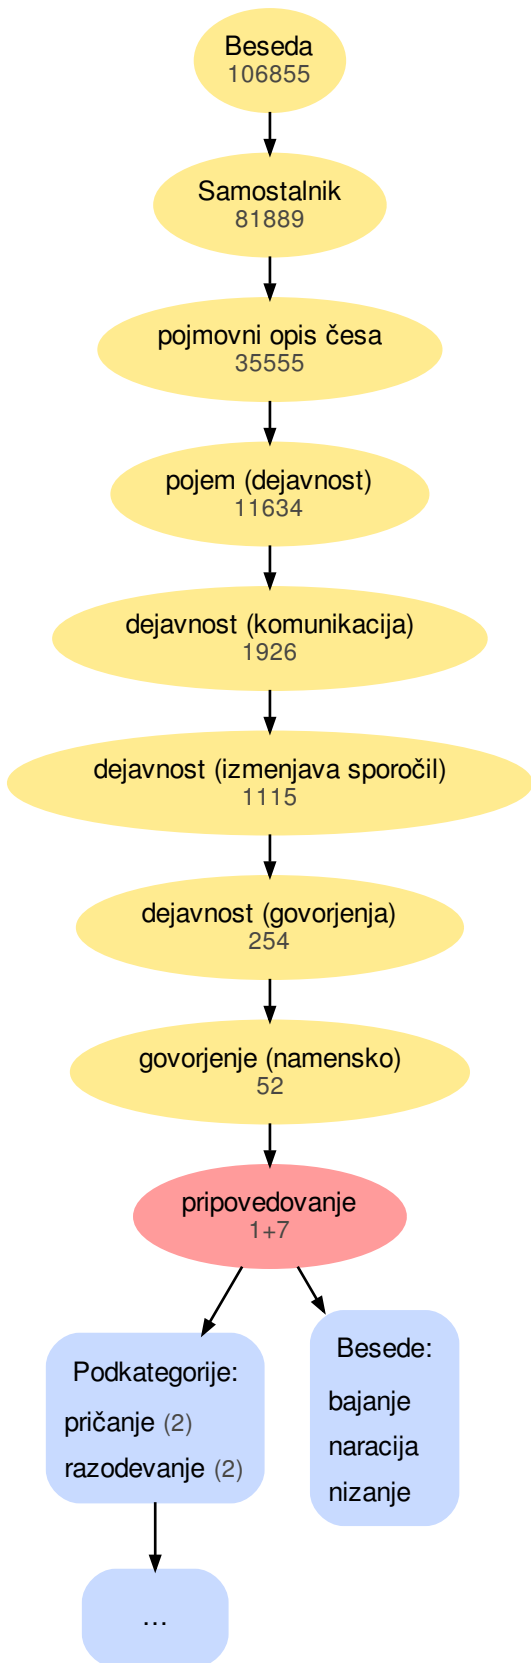 Beseda
106855
Samostalnik
81889
pojmovni opis česa
35555
pojem (dejavnost)
11634
dejavnost (komunikacija)
1926
dejavnost (izmenjava sporočil)
1115
dejavnost (govorjenja)
254
govorjenje (namensko)
52
pripovedovanje
1+7
Podkategorije:
pričanje (2)
razodevanje (2)
Besede:
bajanje
naracija
nizanje
...